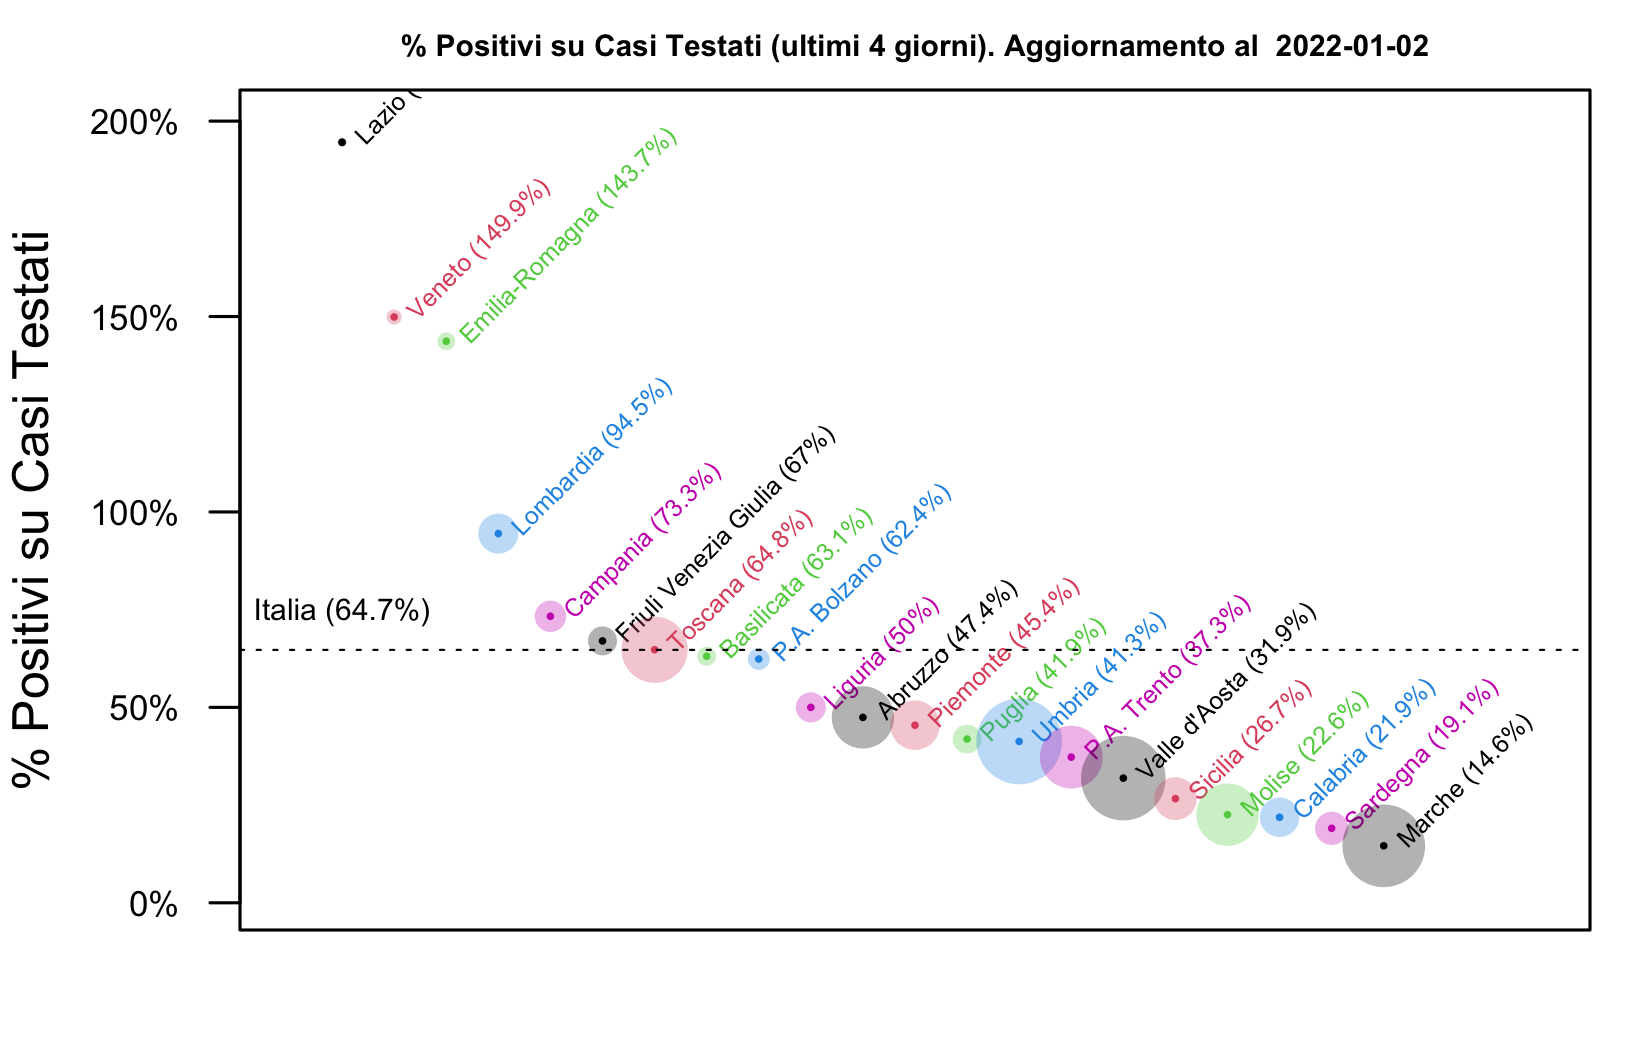 % Positivi su Casi Testati (ultimi 4 giorni). Aggiornamento al 2022-01-02
% Positivi su Casi Testati
200%
150%
100%
50%
0%
Lazio (
Veneto (149.9%)
Emilia-Romagna (143.7%)
Lombardia (94.5%)
Campania (73.3%)
Friuli Venezia Giulia (67%)
Toscana (64.8%)
Basilicata (63.1%)
P.A. Bolzano (62.4%)
Italia (64.7%)
Liguria (50%)
Abruzzo (47.4%)
Piemonte (45.4%)
Puglia (41.9%)
Umbria (41.3%)
P.A. Trento (37.3%)
Valle d'Aosta (31.9%)
Sicilia (26.7%)
Molise (22.6%)
Calabria (21.9%)
Sardegna (19.1%)
Marche (14.6%)